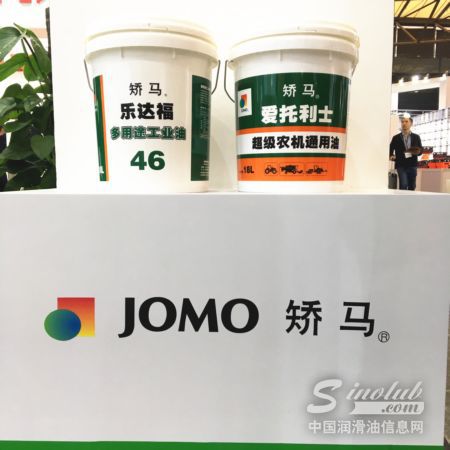 矫马®
乐达福
多用途工业油
46
L
JOMO
矫马®
爱托利士
超级农机通用油
16L
JOMO 矫马®
Sinolub
.com
中国润滑油信息网